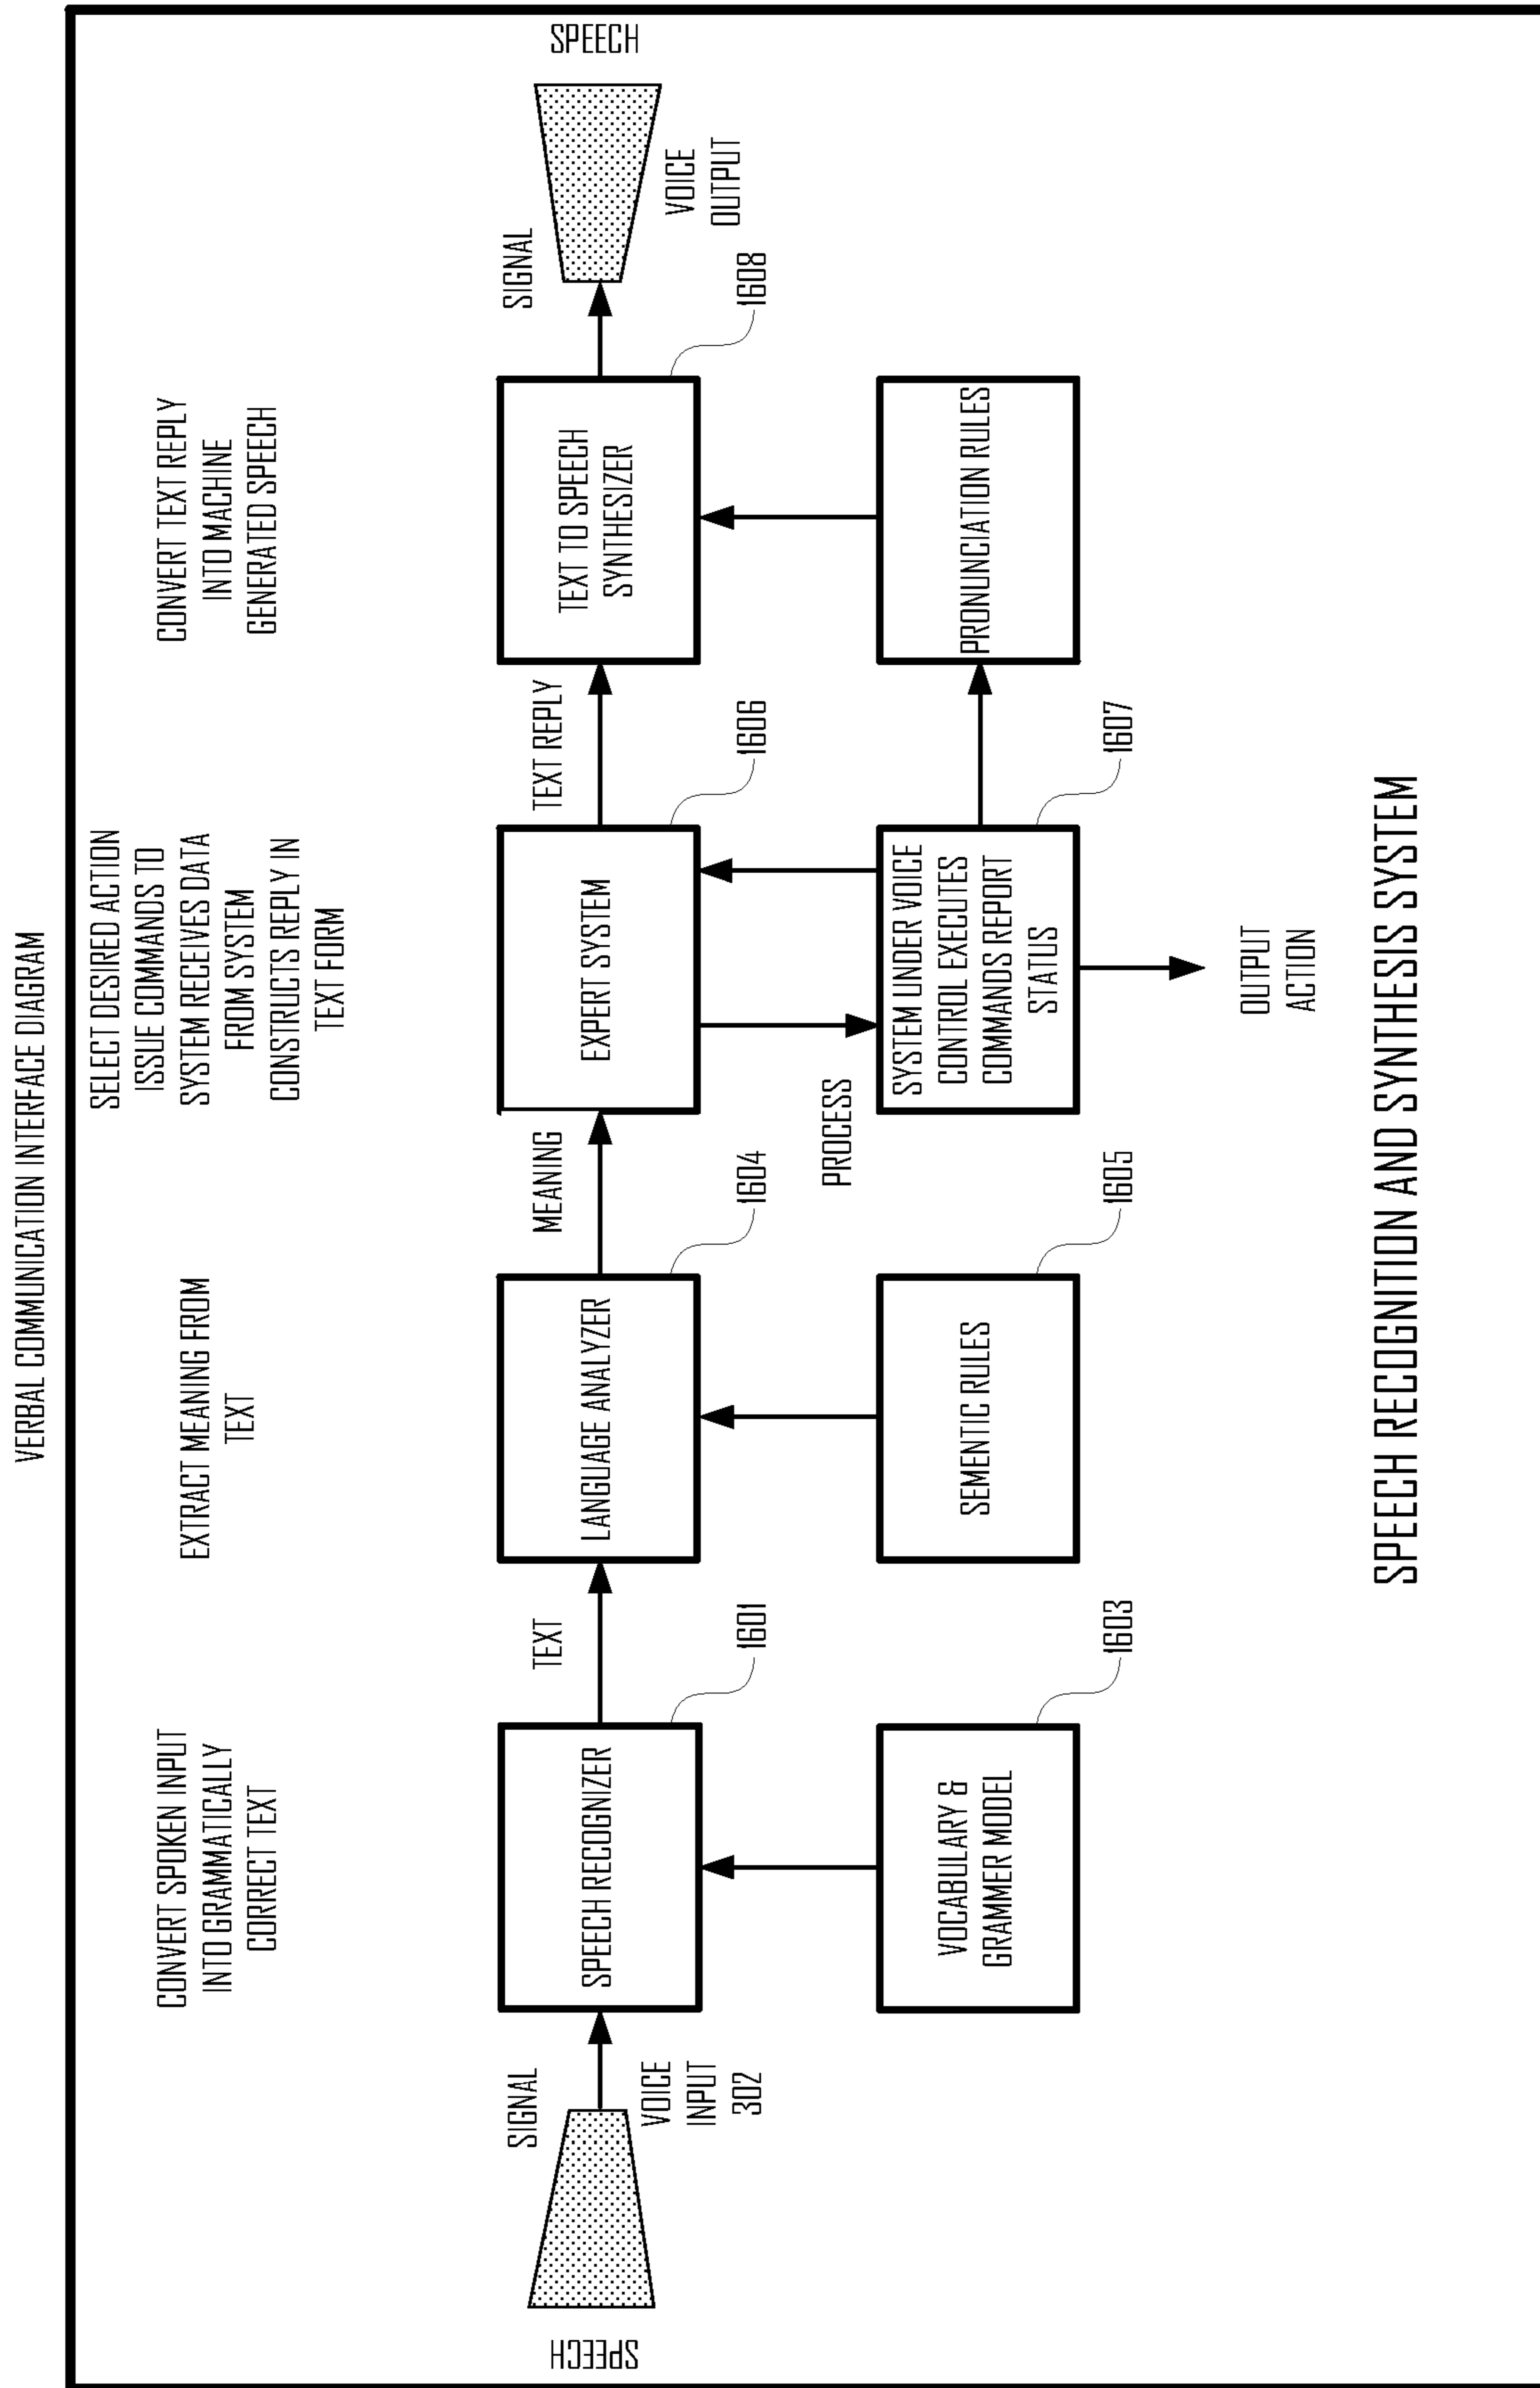 VERBAL COMMUNICATION INTERFACE DIAGRAM
CONVERT SPOKEN INPUT
INTO GRAMMATICALLY
CORRECT TEXT
EXTRACT MEANING FROM
TEXT
SELECT DESIRED ACTION
ISSUE COMMANDS TO
SYSTEM RECEIVES DATA
FROM SYSTEM
CONSTRUCTS REPLY IN
TEXT FORM
CONVERT TEXT REPLY
INTO MACHINE
GENERATED SPEECH
SPEECH
SIGNAL
VOICE
INPUT
302
SPEECH RECOGNIZER
1601
TEXT
LANGUAGE ANALYZER
1604
MEANING
EXPERT SYSTEM
1606
TEXT REPLY
TEXT TO SPEECH
SYNTHESIZER
1608
SIGNAL
VOICE
OUTPUT
SPEECH
VOCABULARY &
GRAMMER MODEL
1603
SEMENTIC RULES
1605
PROCESS
SYSTEM UNDER VOICE
CONTROL EXECUTES
COMMANDS REPORT
STATUS
1607
PRONUNCIATION RULES
OUTPUT
ACTION
SPEECH RECOGNITION AND SYNTHESIS SYSTEM